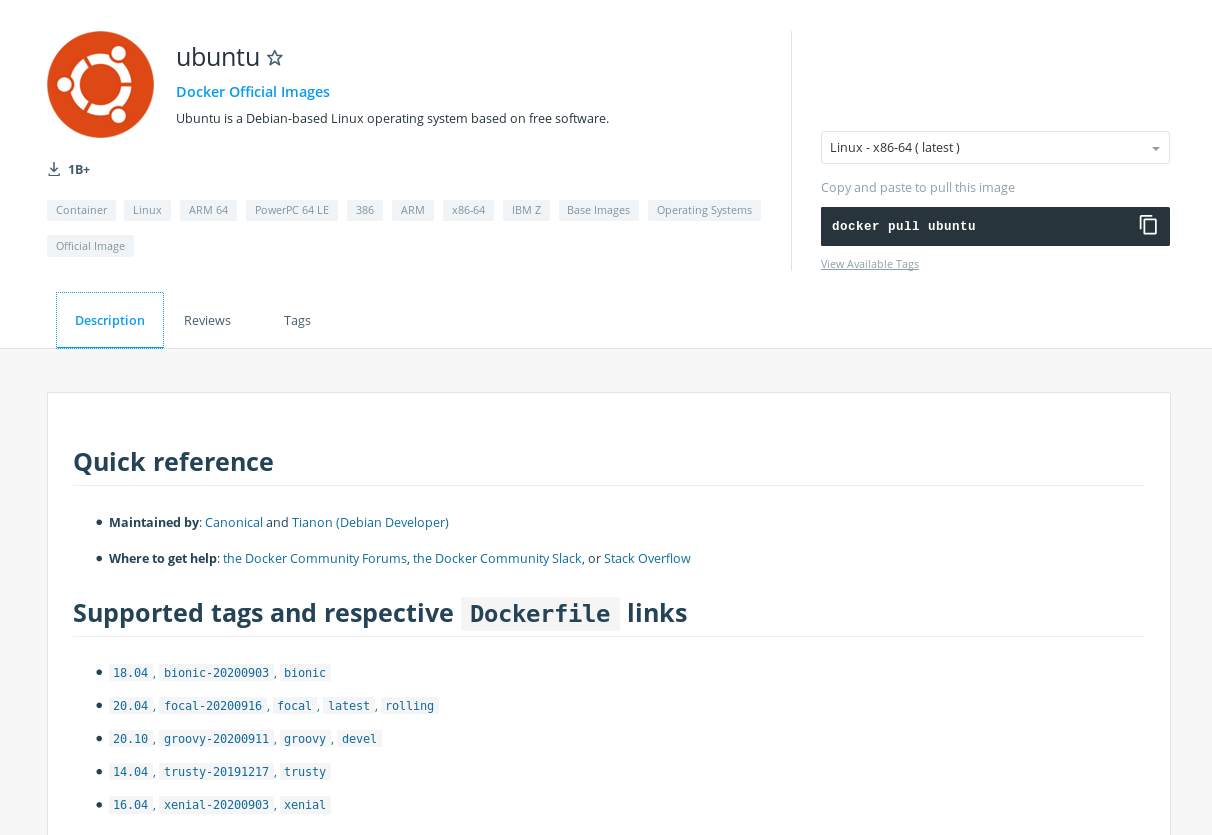 ubuntu
Docker Official Images
Ubuntu is a Debian-based Linux operating system based on free software.
1B+
Container Linux ARM 64 PowerPC 64 LE 386 ARM x86-64 IBM Z Base Images Operating Systems
Official Image
Linux - x86-64 ( latest )
Copy and paste to pull this image
docker pull ubuntu
View Available Tags
Description Reviews Tags
Quick reference
• Maintained by: Canonical and Tianon (Debian Developer)
• Where to get help: the Docker Community Forums, the Docker Community Slack, or Stack Overflow
Supported tags and respective Dockerfile links
• 18.04, bionic-20200903, bionic
• 20.04, focal-20200916, focal, latest, rolling
• 20.10, groovy-20200911, groovy, devel
• 14.04, trusty-20191217, trusty
• 16.04, xenial-20200903, xenial